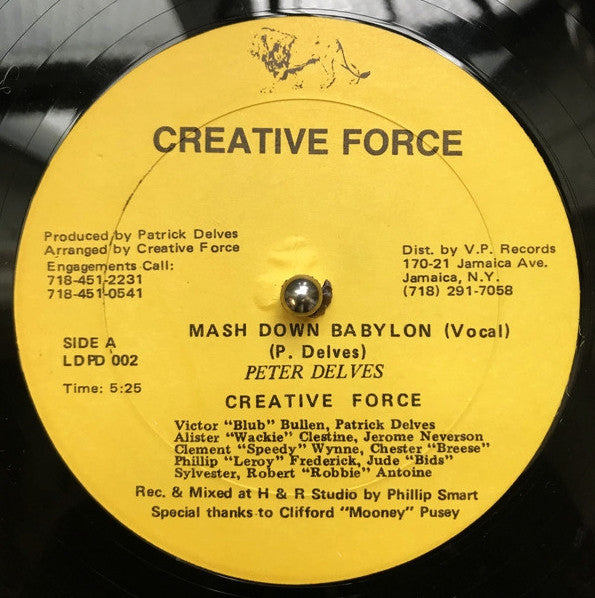 CREATIVE FORCE
Produced by Patrick Delves
Arranged by Creative Force
Engagements Call:
718-451-2231
718-451-0541
Dist. by V.P. Records
170-21 Jamaica Ave.
Jamaica, N.Y.
(718) 291-7058
SIDE A
LDPD 002
Time: 5:25
MASH DOWN BABYLON (Vocal)
(P. Delves)
PETER DELVES
CREATIVE FORCE
Victor "Blub" Bullen, Patrick Delves
Alister "Wackie" Clestine, Jerome Neverson
Clement "Speedy" Wynne, Chester "Breese"
Phillip "Leroy" Frederick, Jude "Bids"
Sylvester, Robert "Robbie" Antoine
Rec. & Mixed at H & R Studio by Phillip Smart
Special thanks to Clifford "Mooney" Pusey